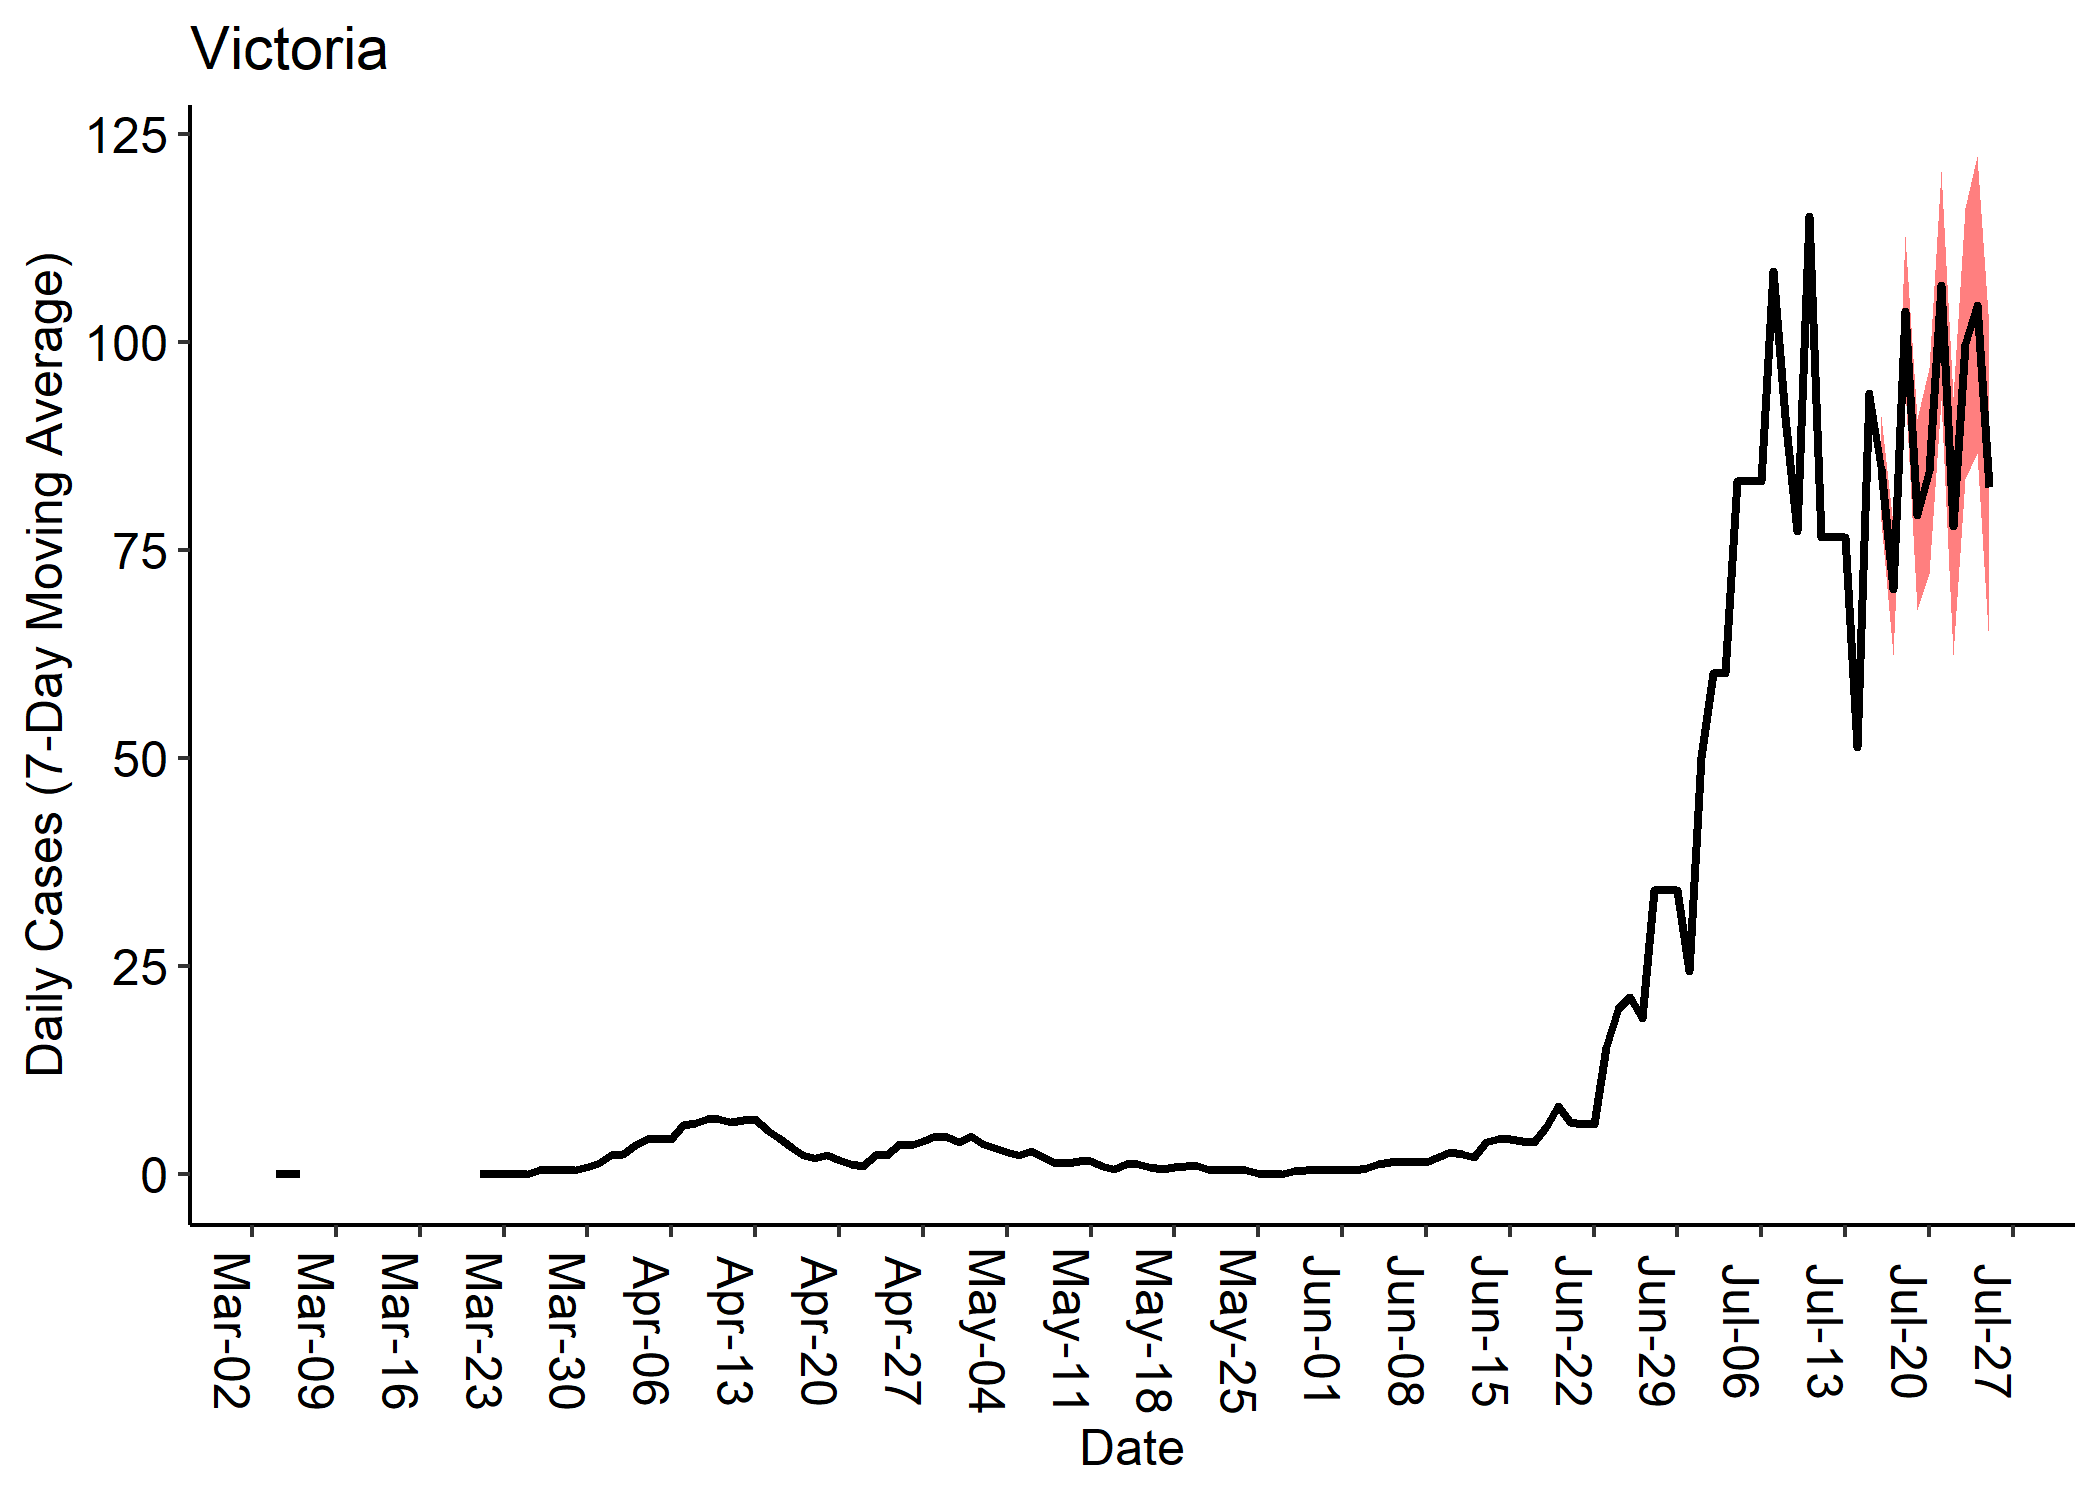 Victoria
Daily Cases (7-Day Moving Average)
125
100
75
50
25
0
Mar-02
Mar-09
Mar-16
Mar-23
Mar-30
Apr-06
Apr-13
Apr-20
Apr-27
May-04
May-11
May-18
May-25
Jun-01
Jun-08
Jun-15
Jun-22
Jun-29
Jul-06
Jul-13
Jul-20
Jul-27
Date